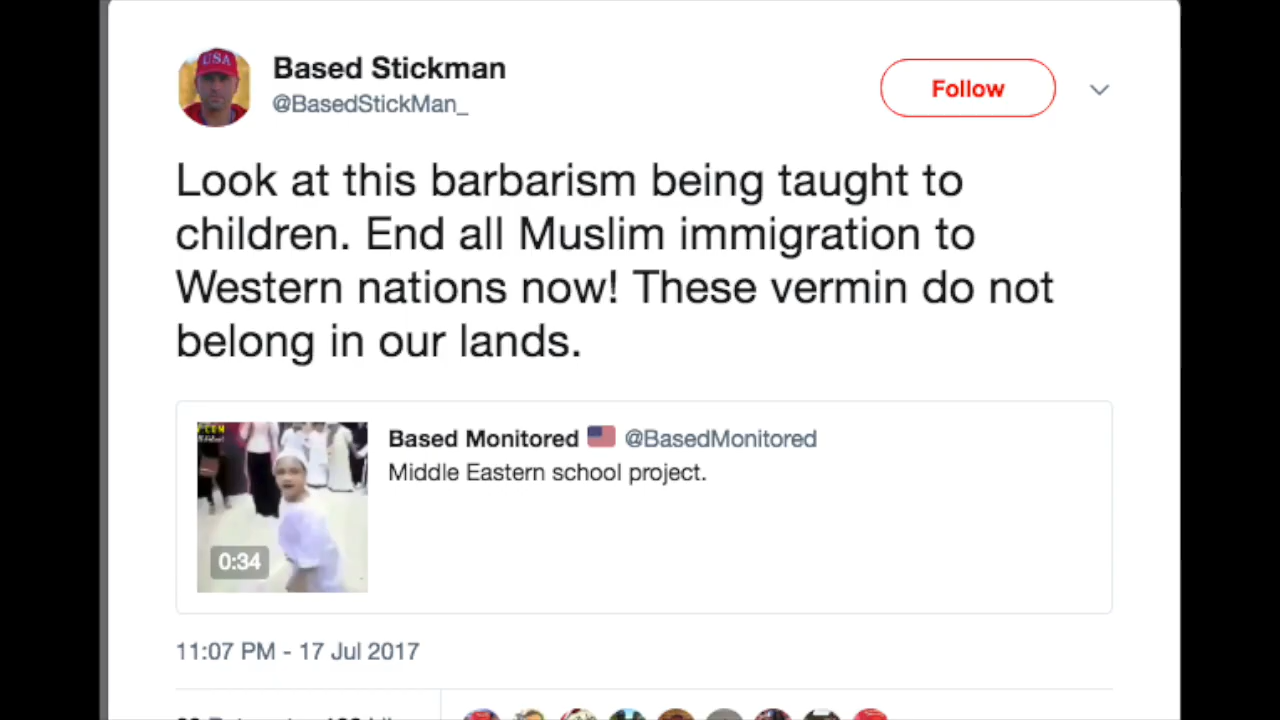 USA
Based Stickman
@BasedStickMan_
Follow
Look at this barbarism being taught to
children. End all Muslim immigration to
Western nations now! These vermin do not
belong in our lands.
Based Monitored @BasedMonitored
Middle Eastern school project.
0:34
11:07 PM - 17 Jul 2017